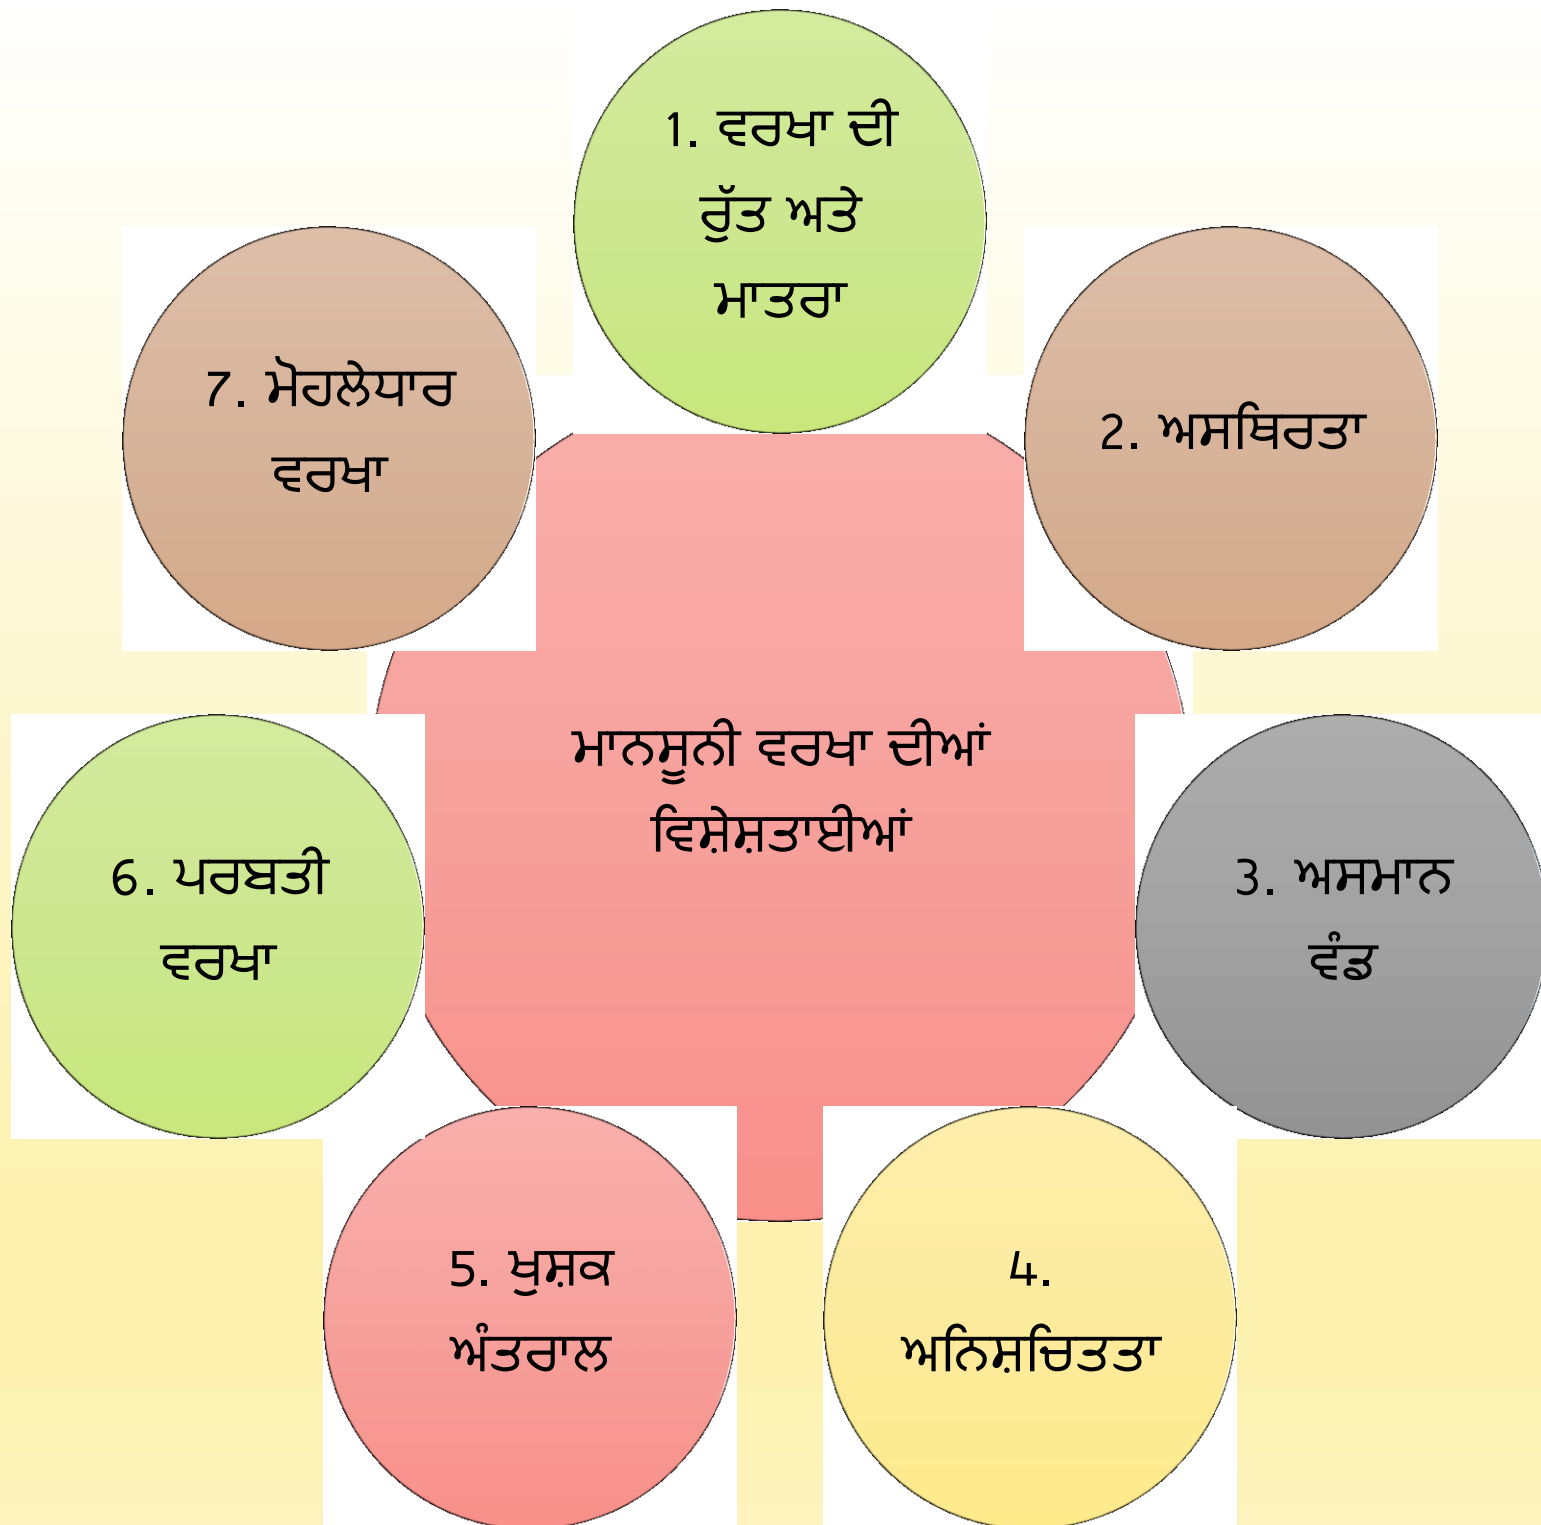 1. ਵਰਖਾ ਦੀ
ਰੁੱਤ ਅਤੇ
ਮਾਤਰਾ
2. ਅਸਥਿਰਤਾ
3. ਅਸਮਾਨ
ਵੰਡ
4.
ਅਨਿਸ਼ਚਿਤਤਾ
5. ਖੁਸ਼ਕ
ਅੰਤਰਾਲ
6. ਪਰਬਤੀ
ਵਰਖਾ
7. ਮੋਹਲੇਧਾਰ
ਵਰਖਾ
ਮਾਨਸੂਨੀ ਵਰਖਾ ਦੀਆਂ
ਵਿਸ਼ੇਸ਼ਤਾਈਆਂ